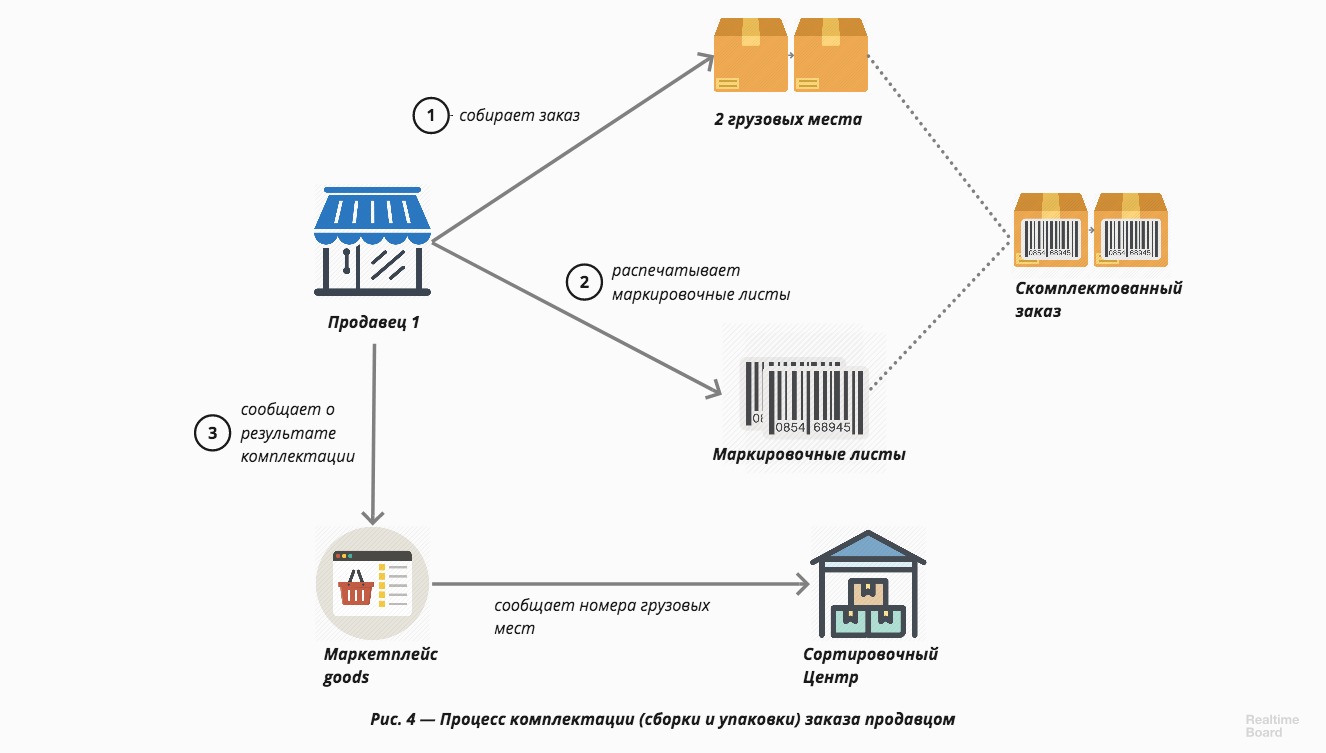 1
собирает заказ
2 грузовых места
0854 68945
0854 68945
Скомплектованный
заказ
2
распечатывает
маркировочные листы
Продавец 1
08
0854 68945
Маркировочные листы
3
сообщает о
результате
комплектации
сообщает номера грузовых
мест
Маркетплейс
goods
Сортировочный
Центр
Рис. 4 — Процесс комплектации (сборки и упаковки) заказа продавцом
Realtime
Board